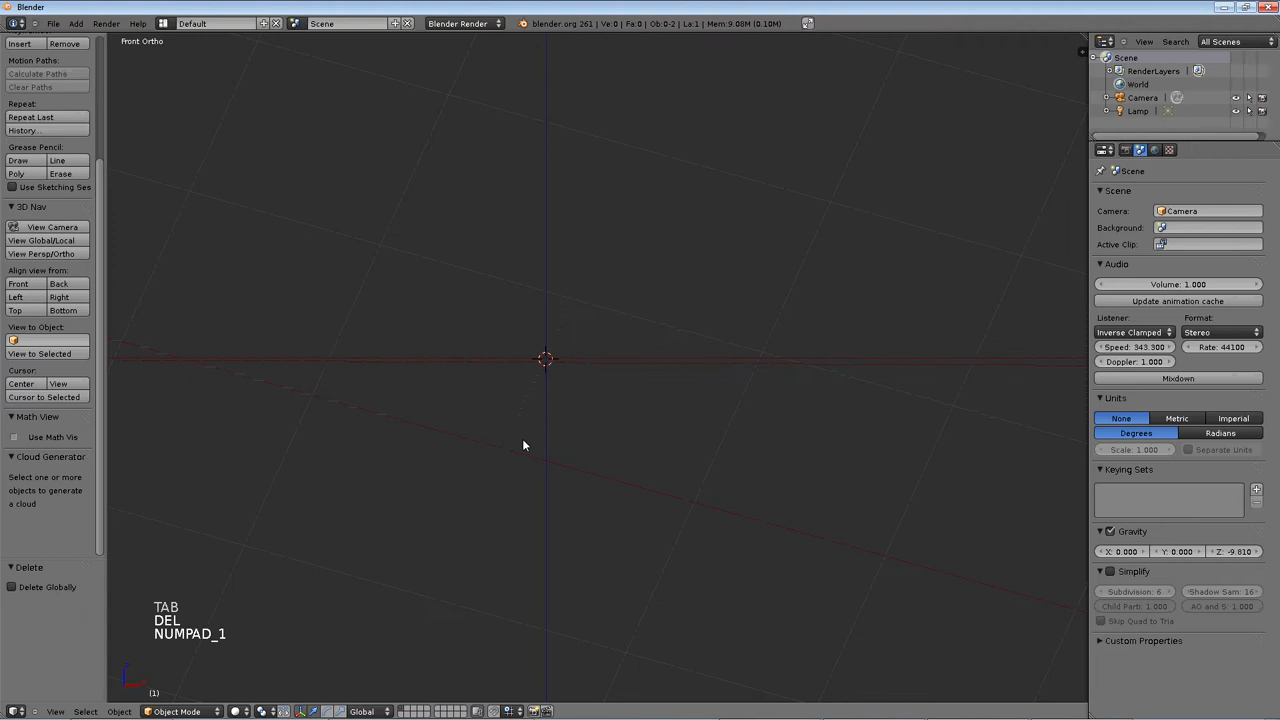 Blender
File Add Render Help Default Scene Blender Render blender.org 261 | Ve:0 | Fa:0 | Ob:0-2 | La:1 | Mem:9.08M (0.10M)
Front Ortho
Insert Remove
Motion Paths:
Calculate Paths
Clear Paths
Repeat:
Repeat Last
History...
Grease Pencil:
Draw Line
Poly Erase
Use Sketching Ses
3D Nav
View Camera
View Global/Local
View Persp/Ortho
Align view from:
Front Back
Left Right
Top Bottom
View to Object:
View to Selected
Cursor:
Center View
Cursor to Selected
Math View
Use Math Vis
Cloud Generator
Select one or more
objects to generate
a cloud
Delete
Delete Globally
TAB
DEL
NUMPAD_1
(1)
View Select Object Object Mode Global
View Search All Scenes
Scene
RenderLayers |
World
Camera |
Lamp |
Scene
Scene
Camera: Camera
Background:
Active Clip:
Audio
Volume: 1.000
Update animation cache
Listener: Format:
Inverse Clamped Stereo
Speed: 343.300 Rate: 44100
Doppler: 1.000
Mixdown
Units
None Metric Imperial
Degrees Radians
Scale: 1.000 Separate Units
Keying Sets
Gravity
X: 0.000 Y: 0.000 Z: -9.810
Simplify
Subdivision: 6 Shadow Sam: 16
Child Parti: 1.000 AO and S: 1.000
Skip Quad to Tria
Custom Properties